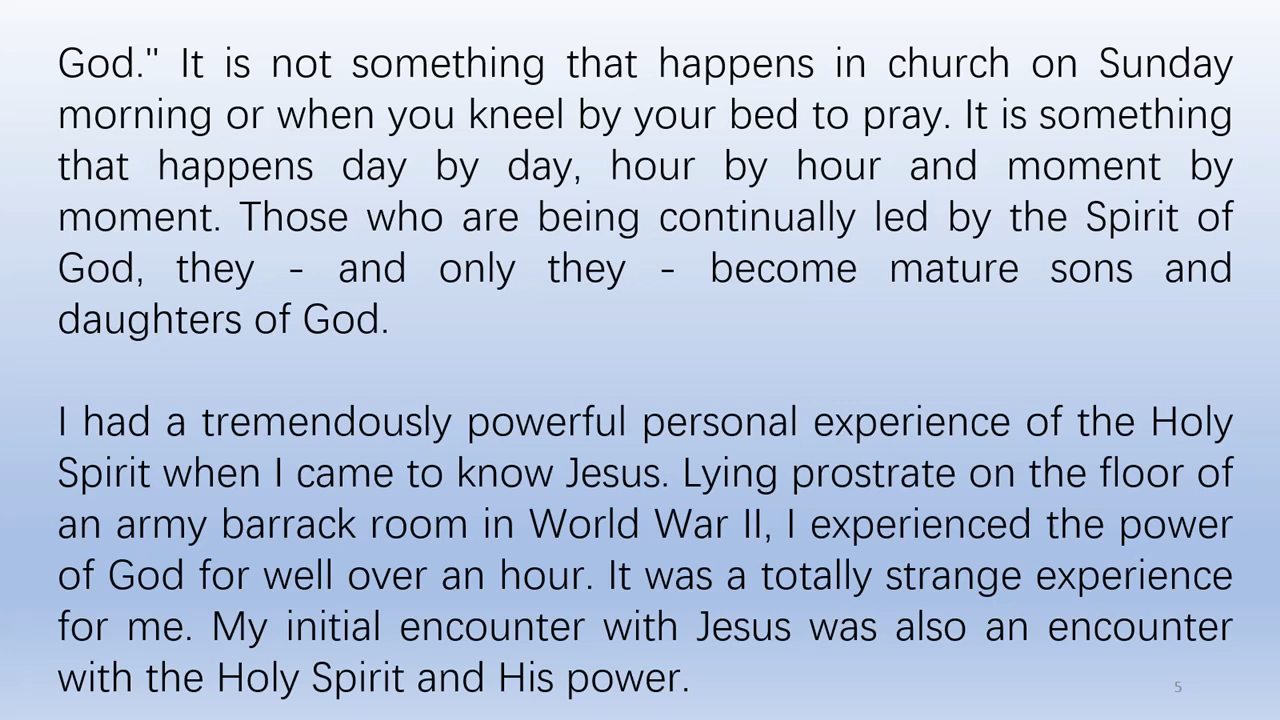 God." It is not something that happens in church on Sunday
morning or when you kneel by your bed to pray. It is something
that happens day by day, hour by hour and moment by
moment. Those who are being continually led by the Spirit of
God, they - and only they - become mature sons and
daughters of God.
I had a tremendously powerful personal experience of the Holy
Spirit when I came to know Jesus. Lying prostrate on the floor of
an army barrack room in World War II, I experienced the power
of God for well over an hour. It was a totally strange experience
for me. My initial encounter with Jesus was also an encounter
with the Holy Spirit and His power.
5